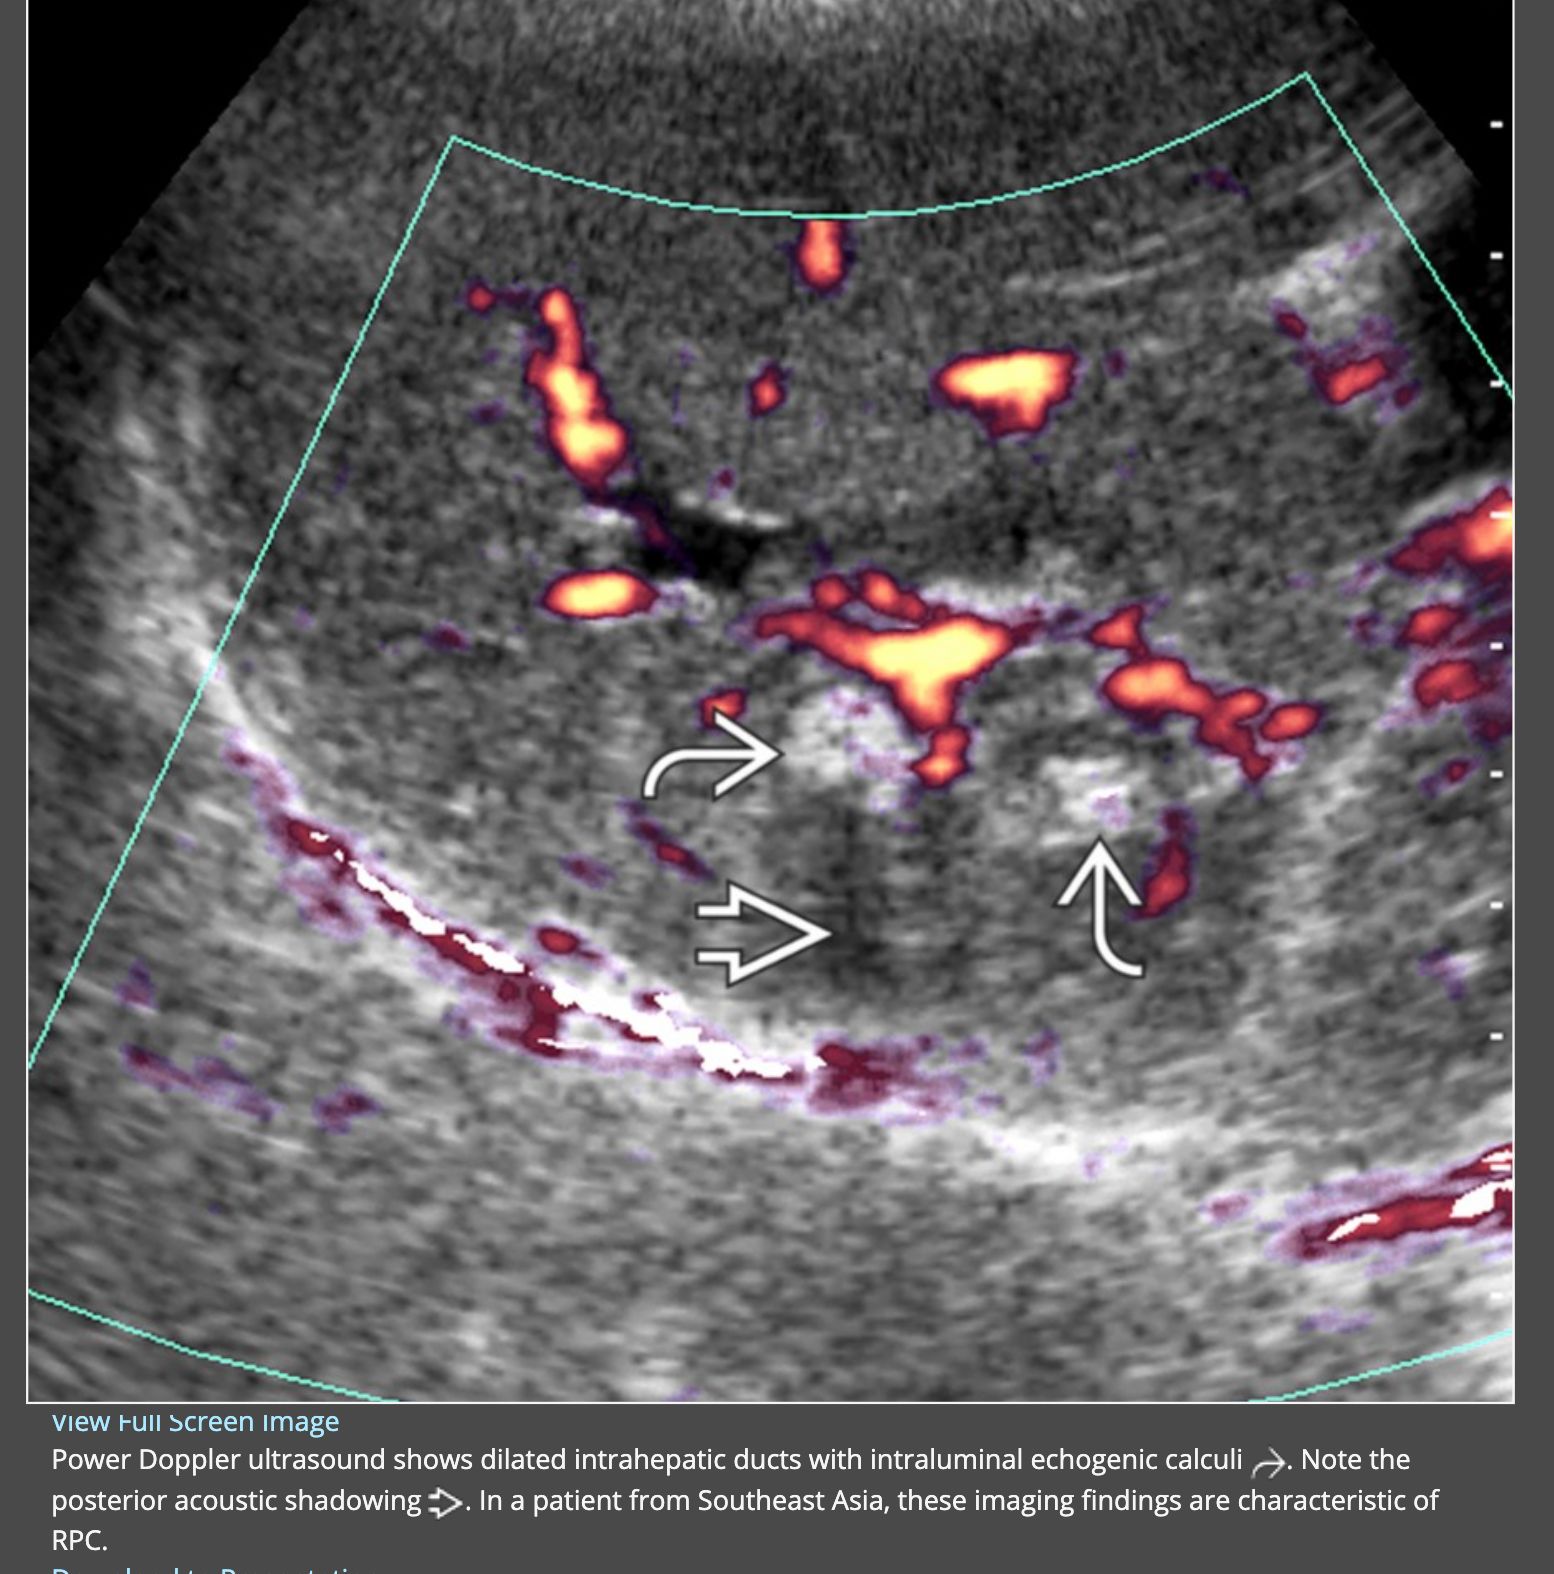 View Full Screen Image
Power Doppler ultrasound shows dilated intrahepatic ducts with intraluminal echogenic calculi . Note the
posterior acoustic shadowing . In a patient from Southeast Asia, these imaging findings are characteristic of
RPC.